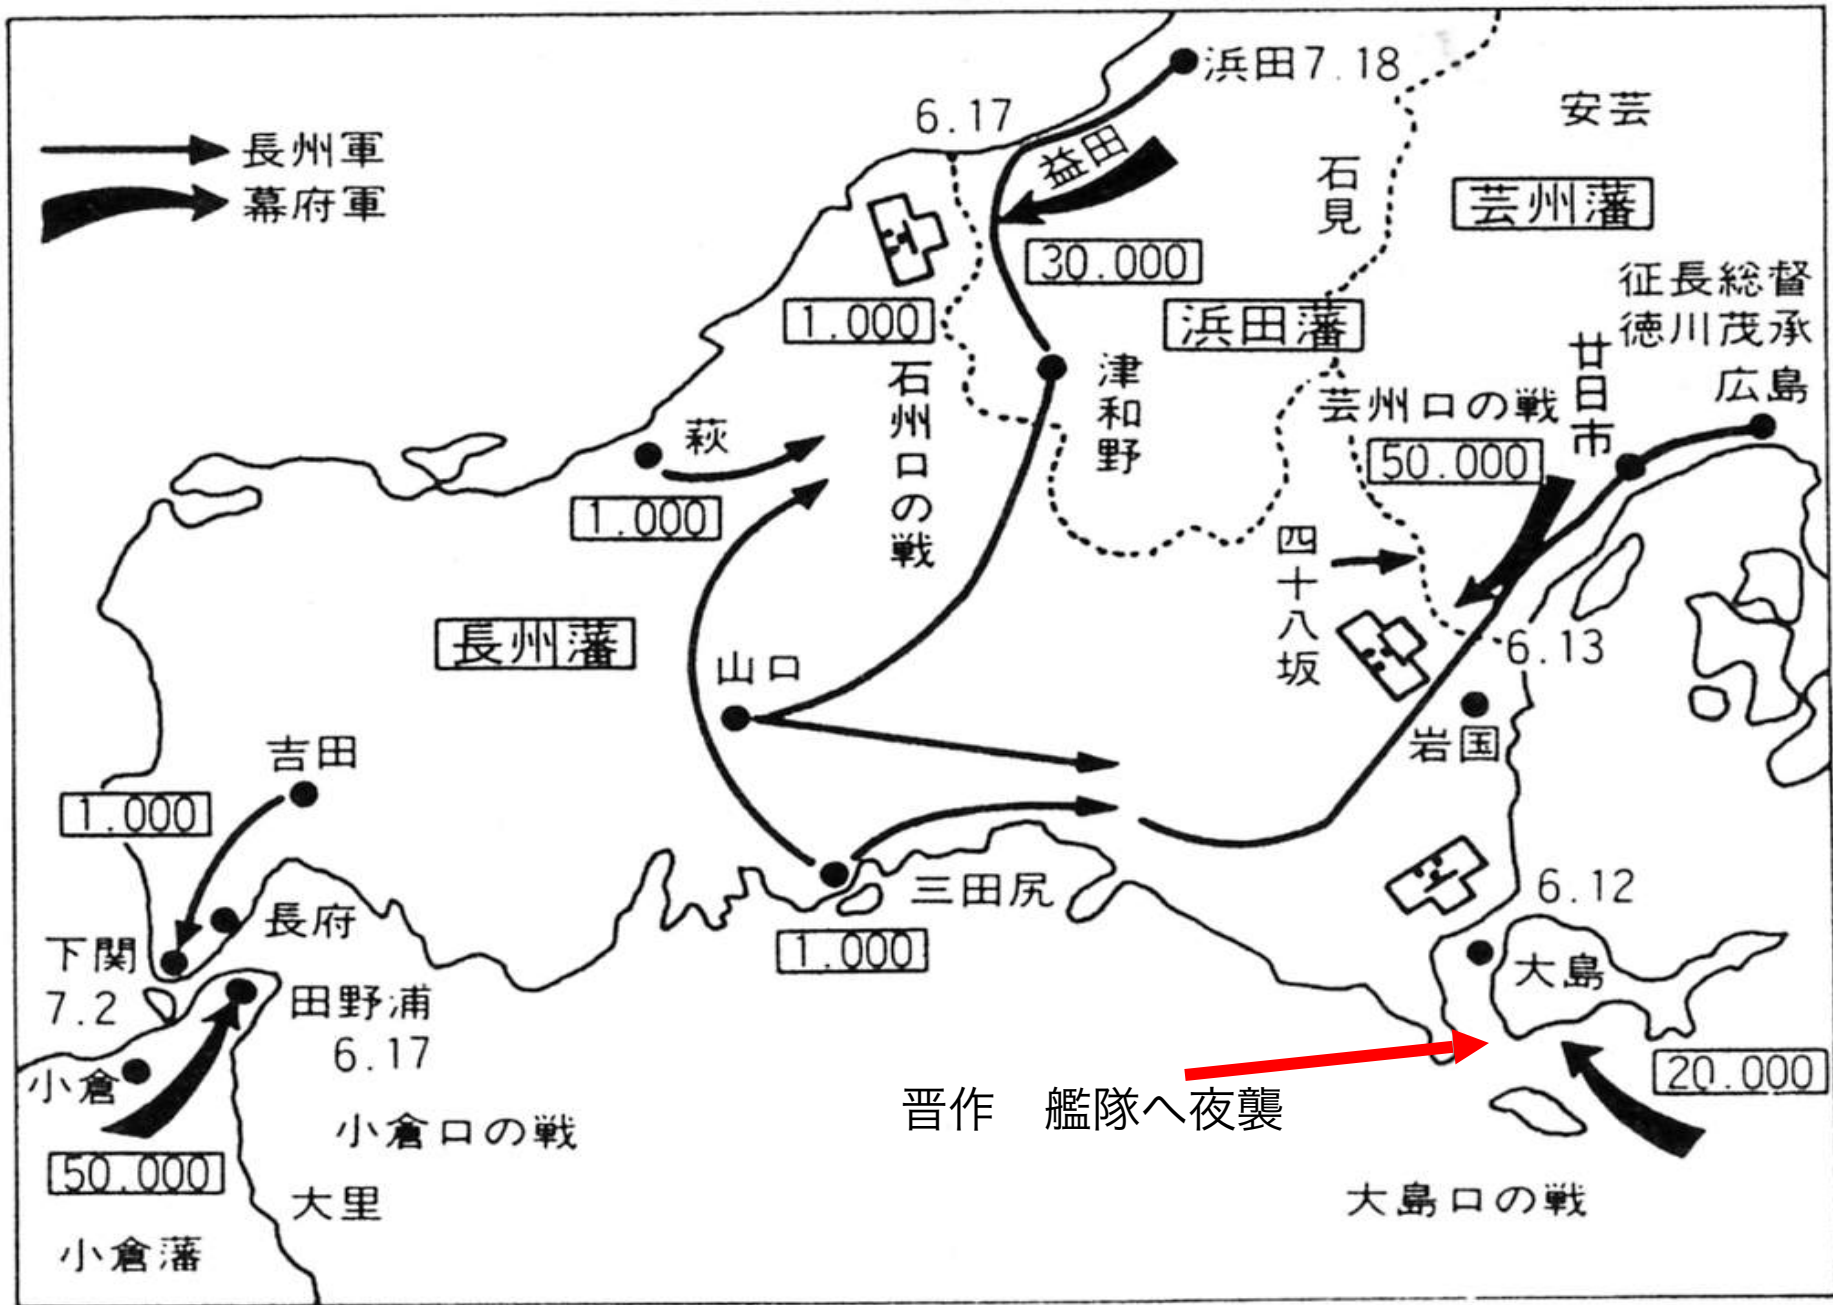 浜田7.18
6.17
安芸
長州軍
益田
石見
幕府軍
芸州藩
30.000
征長総督
徳川茂承
1.000
浜田藩
廿日市
広島
津和野
石州口の戦
芸州口の戦
萩
50.000
1.000
四十八坂
長州藩
山口
6.13
岩国
吉田
1.000
三田尻
6.12
長府
下関
7.2
1.000
大島
田野浦
6.17
小倉
20.000
晋作　艦隊へ夜襲
小倉口の戦
50.000
大里
大島口の戦
小倉藩